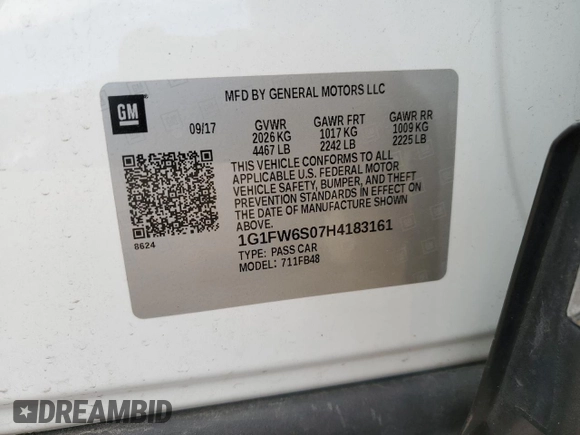 MFD BY GENERAL MOTORS LLC
GM
09/17 GVWR GAWR FRT GAWR RR
2026 KG 1017 KG 1009 KG
4467 LB 2242 LB 2225 LB
THIS VEHICLE CONFORMS TO ALL
APPLICABLE U.S. FEDERAL MOTOR
VEHICLE SAFETY, BUMPER, AND THEFT
PREVENTION STANDARDS IN EFFECT ON
THE DATE OF MANUFACTURE SHOWN
ABOVE.
8624
1G1FW6S07H4183161
TYPE: PASS CAR
MODEL: 711FB48
DREAMBID